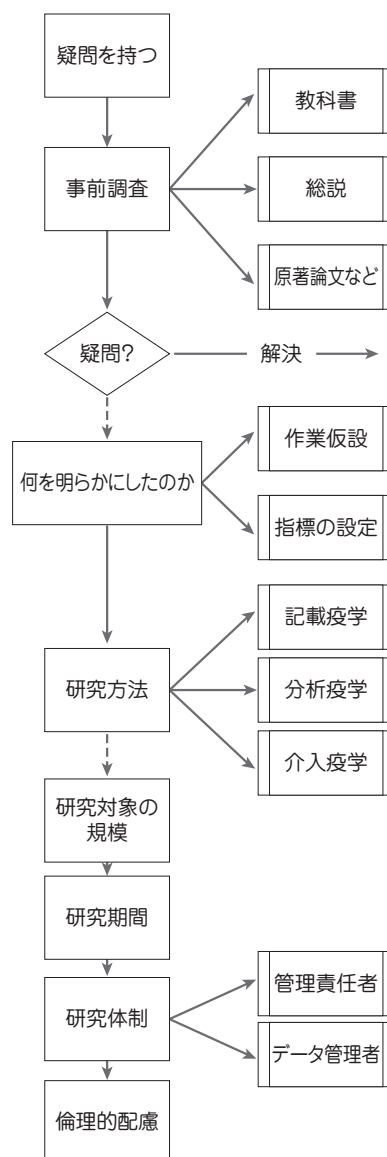 疑問を持つ
事前調査
教科書
総説
原著論文など
疑問?
解決
何を明らかにしたのか
作業仮設
指標の設定
研究方法
記載疫学
分析疫学
介入疫学
研究対象の
規模
研究期間
研究体制
管理責任者
データ管理者
倫理的配慮